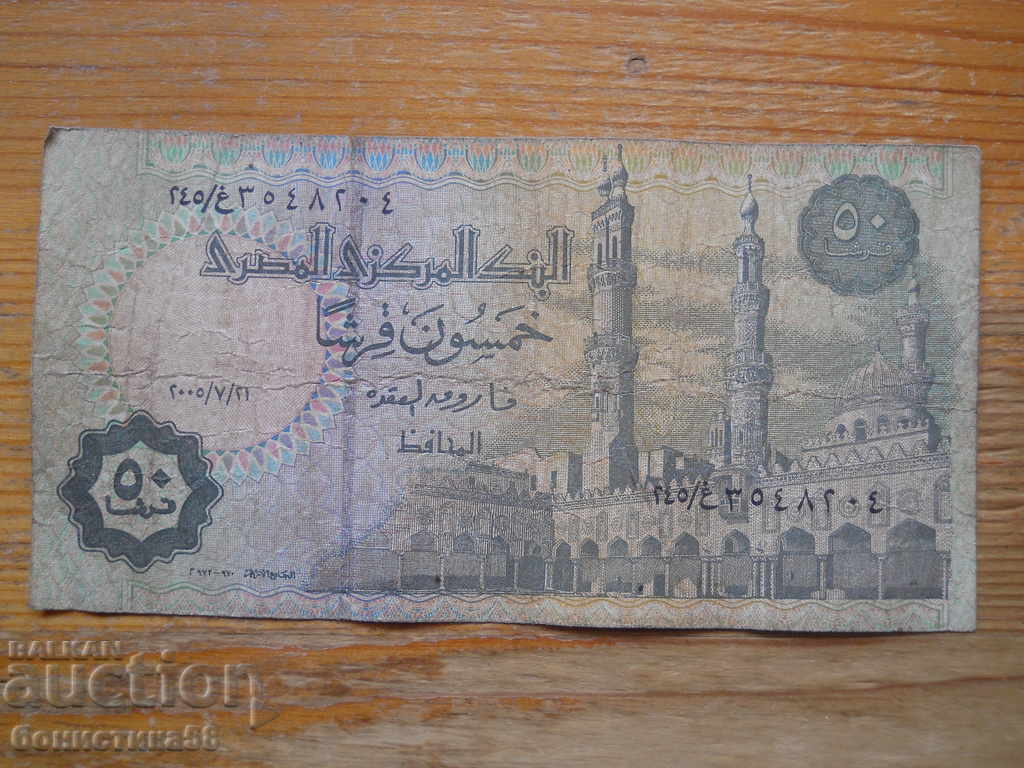 ٢٤٥/غ ٣٥٤٨٢٠٤
٥٠
قرشا
البنك المركزى المصرى
خمسون قرشًا
٢٠٠٥/٧/٢١
فاروق العقدة
المحافظ
٥٠
قرشا
٢٤٥/غ ٣٥٤٨٢٠٤
BALKAN
auction
бонистика58